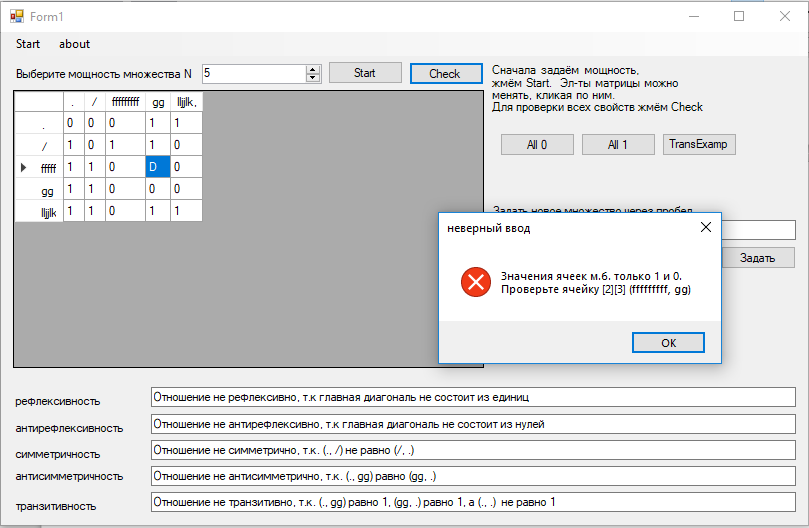 Form1
Start about
Выберите мощность множества N 5 Start Check
Сначала задаём мощность,
жмём Start. Эл-ты матрицы можно
менять, кликая по ним.
Для проверки всех свойств жмём Check
All 0 All 1 TransExamp
. / fffffffff gg lljjlk,
. 0 0 0 1 1
/ 1 0 1 1 0
fffff 1 1 0 D 0
gg 1 1 0 0 0
lljjlk 1 1 0 1 1
Задать новое множество через пробел
Задать
неверный ввод
Значения ячеек м.б. только 1 и 0.
Проверьте ячейку [2][3] (fffffffff, gg)
OK
рефлексивность Отношение не рефлексивно, т.к главная диагональ не состоит из единиц
антирефлексивность Отношение не антирефлексивно, т.к главная диагональ не состоит из нулей
симметричность Отношение не симметрично, т.к. (., /) не равно (/, .)
антисимметричность Отношение не антисимметрично, т.к. (., gg) равно (gg, .)
транзитивность Отношение не транзитивно, т.к. (., gg) равно 1, (gg, .) равно 1, а (., .) не равно 1